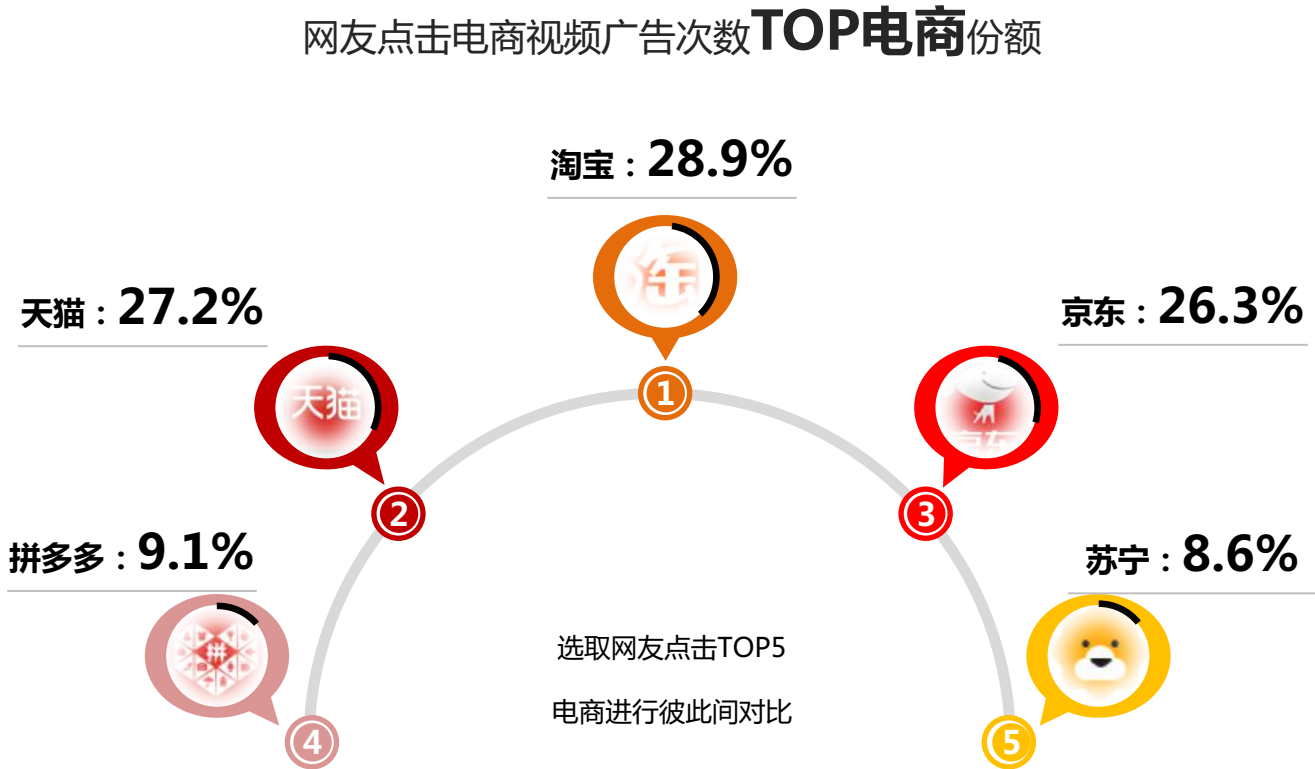 网友点击电商视频广告次数TOP电商份额
淘宝：28.9%
淘
天猫：27.2%
天猫
京东：26.3%
京东
1
2
3
拼多多：9.1%
拼
苏宁：8.6%
选取网友点击TOP5
电商进行彼此间对比
4
5